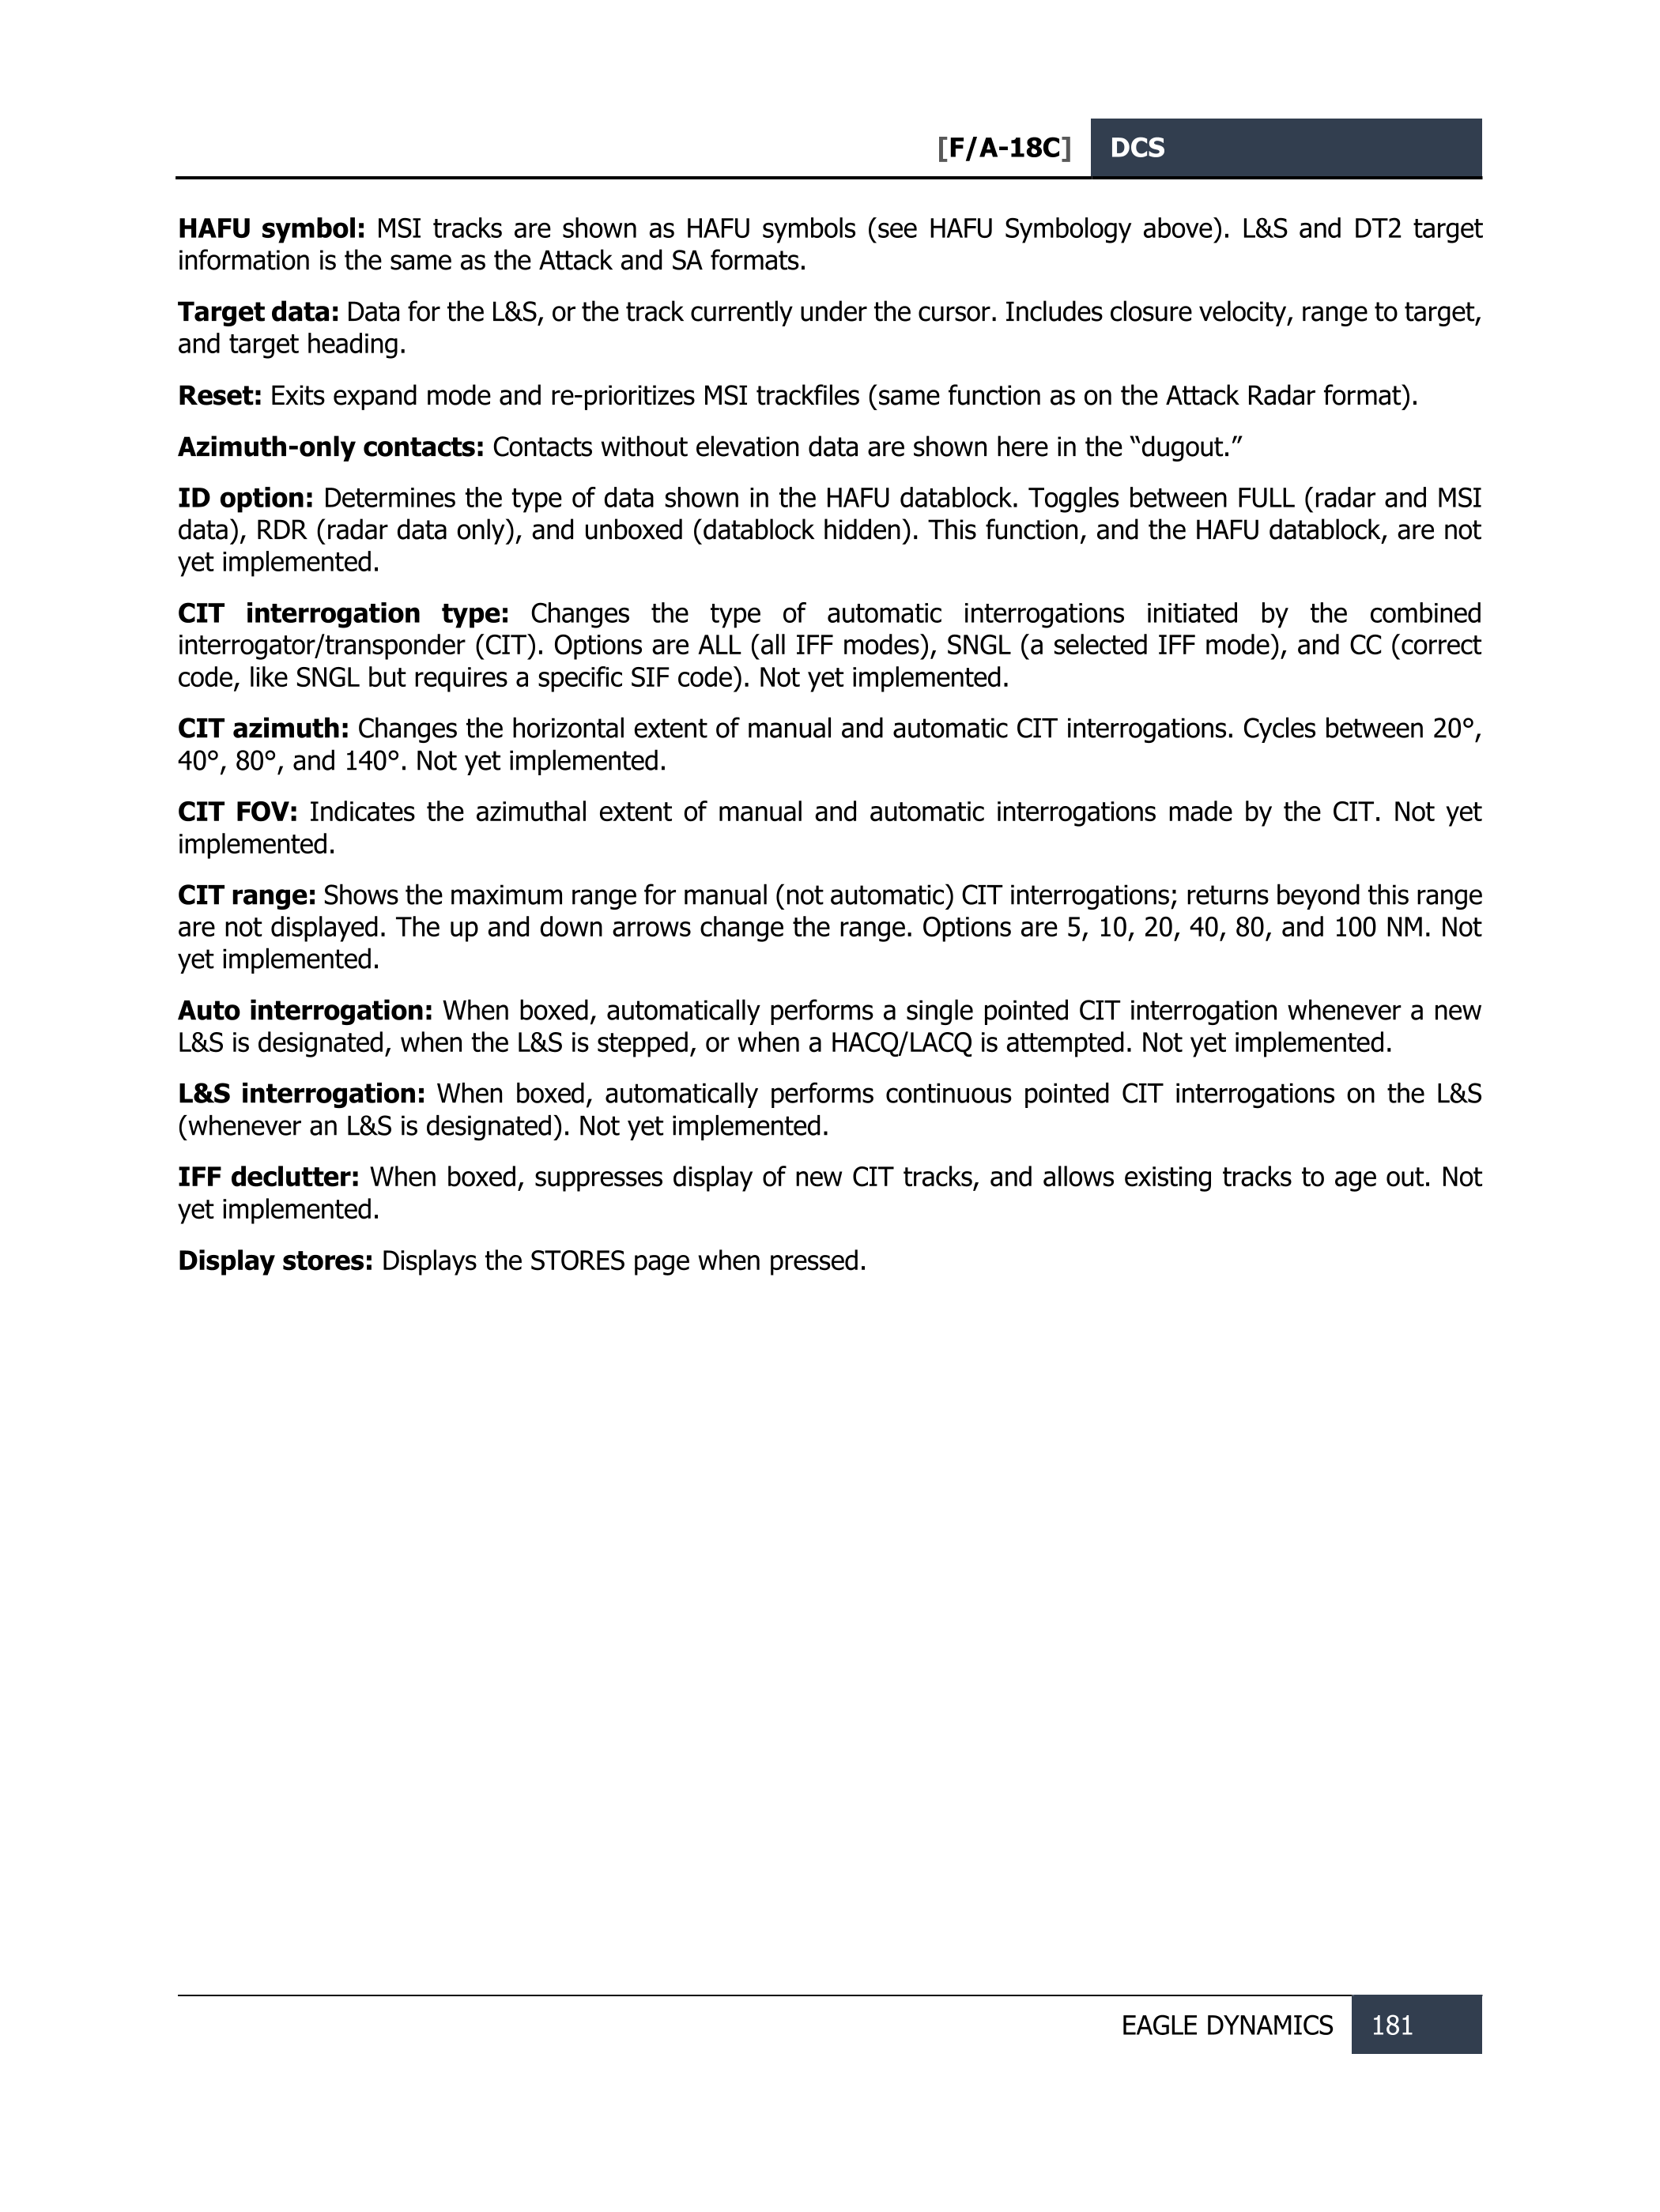 [F/A-18C] DCS
HAFU symbol: MSI tracks are shown as HAFU symbols (see HAFU Symbology above). L&S and DT2 target
information is the same as the Attack and SA formats.
Target data: Data for the L&S, or the track currently under the cursor. Includes closure velocity, range to target,
and target heading.
Reset: Exits expand mode and re-prioritizes MSI trackfiles (same function as on the Attack Radar format).
Azimuth-only contacts: Contacts without elevation data are shown here in the “dugout.”
ID option: Determines the type of data shown in the HAFU datablock. Toggles between FULL (radar and MSI
data), RDR (radar data only), and unboxed (datablock hidden). This function, and the HAFU datablock, are not
yet implemented.
CIT interrogation type: Changes the type of automatic interrogations initiated by the combined
interrogator/transponder (CIT). Options are ALL (all IFF modes), SNGL (a selected IFF mode), and CC (correct
code, like SNGL but requires a specific SIF code). Not yet implemented.
CIT azimuth: Changes the horizontal extent of manual and automatic CIT interrogations. Cycles between 20°,
40°, 80°, and 140°. Not yet implemented.
CIT FOV: Indicates the azimuthal extent of manual and automatic interrogations made by the CIT. Not yet
implemented.
CIT range: Shows the maximum range for manual (not automatic) CIT interrogations; returns beyond this range
are not displayed. The up and down arrows change the range. Options are 5, 10, 20, 40, 80, and 100 NM. Not
yet implemented.
Auto interrogation: When boxed, automatically performs a single pointed CIT interrogation whenever a new
L&S is designated, when the L&S is stepped, or when a HACQ/LACQ is attempted. Not yet implemented.
L&S interrogation: When boxed, automatically performs continuous pointed CIT interrogations on the L&S
(whenever an L&S is designated). Not yet implemented.
IFF declutter: When boxed, suppresses display of new CIT tracks, and allows existing tracks to age out. Not
yet implemented.
Display stores: Displays the STORES page when pressed.
EAGLE DYNAMICS 181